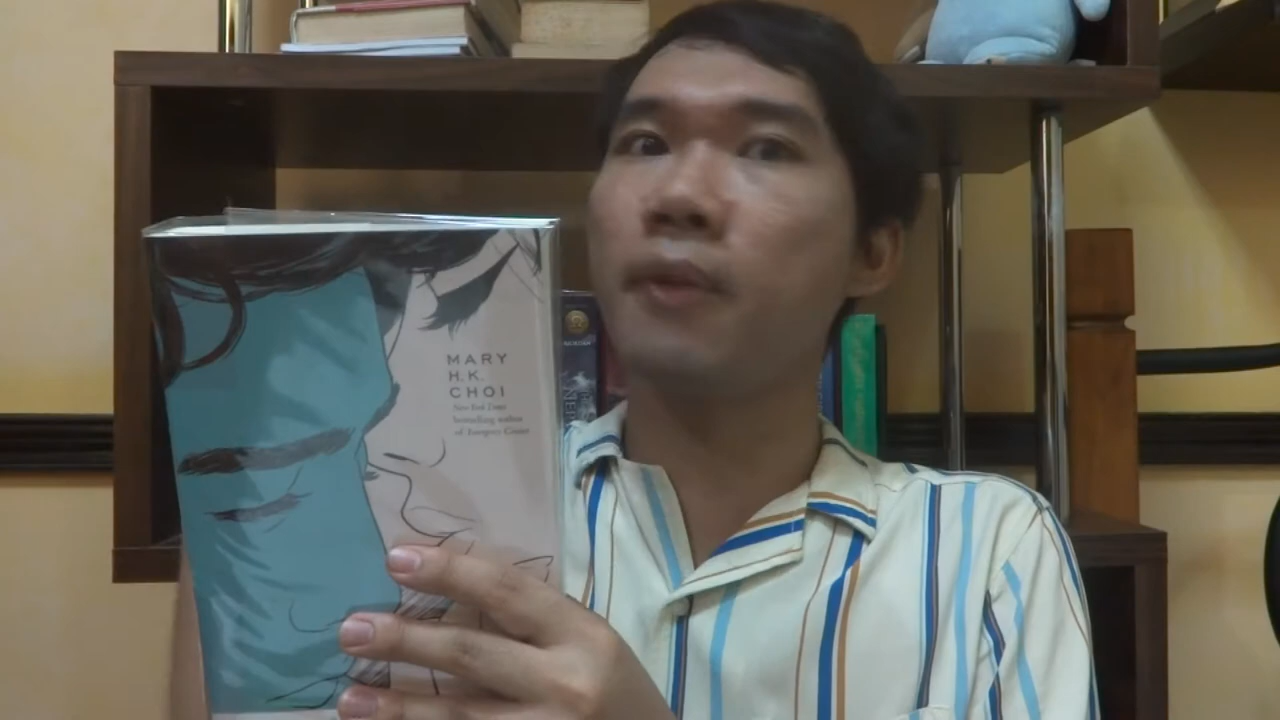 MARY
H.K.
CHOI
New York Times
bestselling author
of Emergency Contact